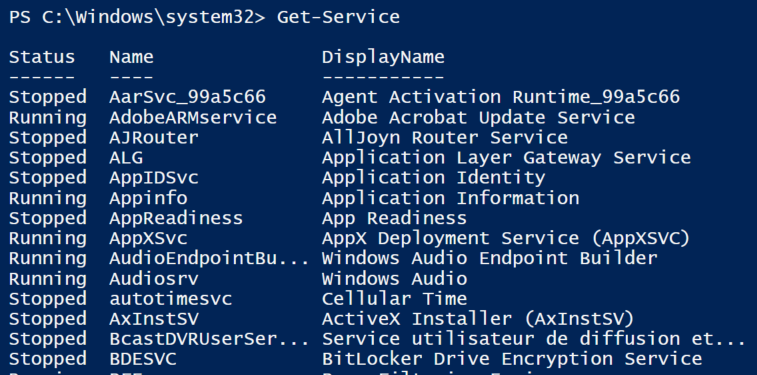 PS C:\Windows\system32> Get-Service
Status Name DisplayName
------ ---- -----------
Stopped AarSvc_99a5c66 Agent Activation Runtime_99a5c66
Running AdobeARMservice Adobe Acrobat Update Service
Stopped AJRouter AllJoyn Router Service
Stopped ALG Application Layer Gateway Service
Stopped AppIDSvc Application Identity
Running Appinfo Application Information
Stopped AppReadiness App Readiness
Running AppXSvc AppX Deployment Service (AppXSVC)
Running AudioEndpointBu... Windows Audio Endpoint Builder
Running Audiosrv Windows Audio
Stopped autotimesvc Cellular Time
Stopped AxInstSV ActiveX Installer (AxInstSV)
Stopped BcastDVRUserSer... Service utilisateur de diffusion et...
Stopped BDESVC BitLocker Drive Encryption Service